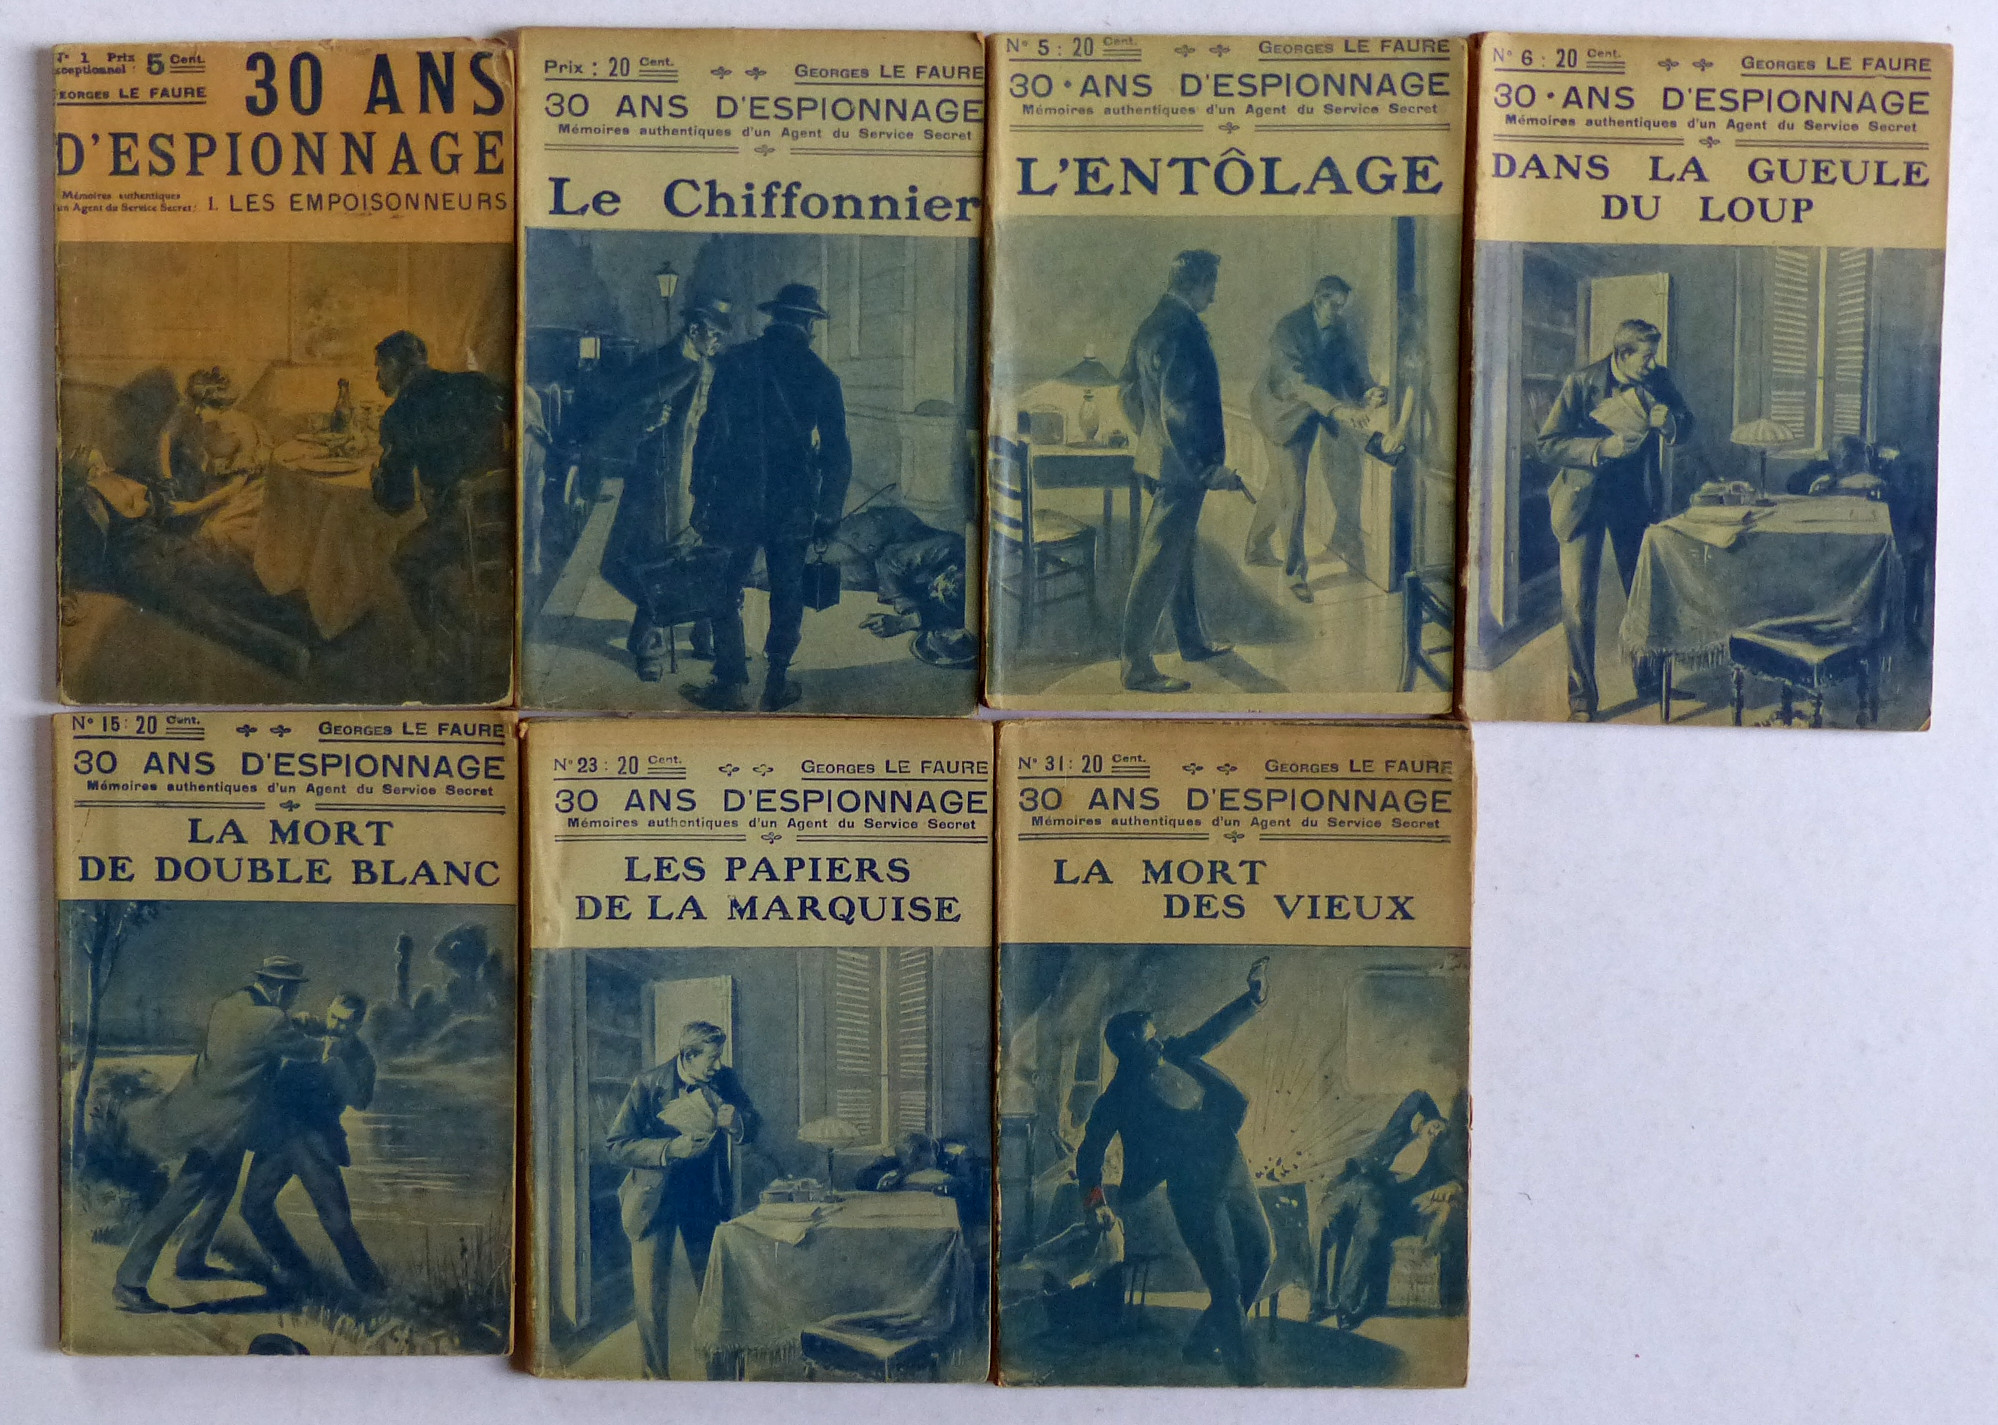 N° 1 Prix
exceptionnel : 5 Cent.
GEORGES LE FAURE
30 ANS
D'ESPIONNAGE
Mémoires authentiques
d'un Agent du Service Secret : I. LES EMPOISONNEURS
Prix : 20 Cent. GEORGES LE FAURE
30 ANS D'ESPIONNAGE
Mémoires authentiques d'un Agent du Service Secret
Le Chiffonnier
N° 5 : 20 Cent. GEORGES LE FAURE
30 · ANS D'ESPIONNAGE
Mémoires authentiques d'un Agent du Service Secret
L'ENTÔLAGE
N° 6 : 20 Cent. GEORGES LE FAURE
30 · ANS D'ESPIONNAGE
Mémoires authentiques d'un Agent du Service Secret
DANS LA GUEULE
DU LOUP
N° 15 : 20 Cent. GEORGES LE FAURE
30 ANS D'ESPIONNAGE
Mémoires authentiques d'un Agent du Service Secret
LA MORT
DE DOUBLE BLANC
N° 23 : 20 Cent. GEORGES LE FAURE
30 ANS D'ESPIONNAGE
Mémoires authentiques d'un Agent du Service Secret
LES PAPIERS
DE LA MARQUISE
N° 31 : 20 Cent. GEORGES LE FAURE
30 ANS D'ESPIONNAGE
Mémoires authentiques d'un Agent du Service Secret
LA MORT
DES VIEUX